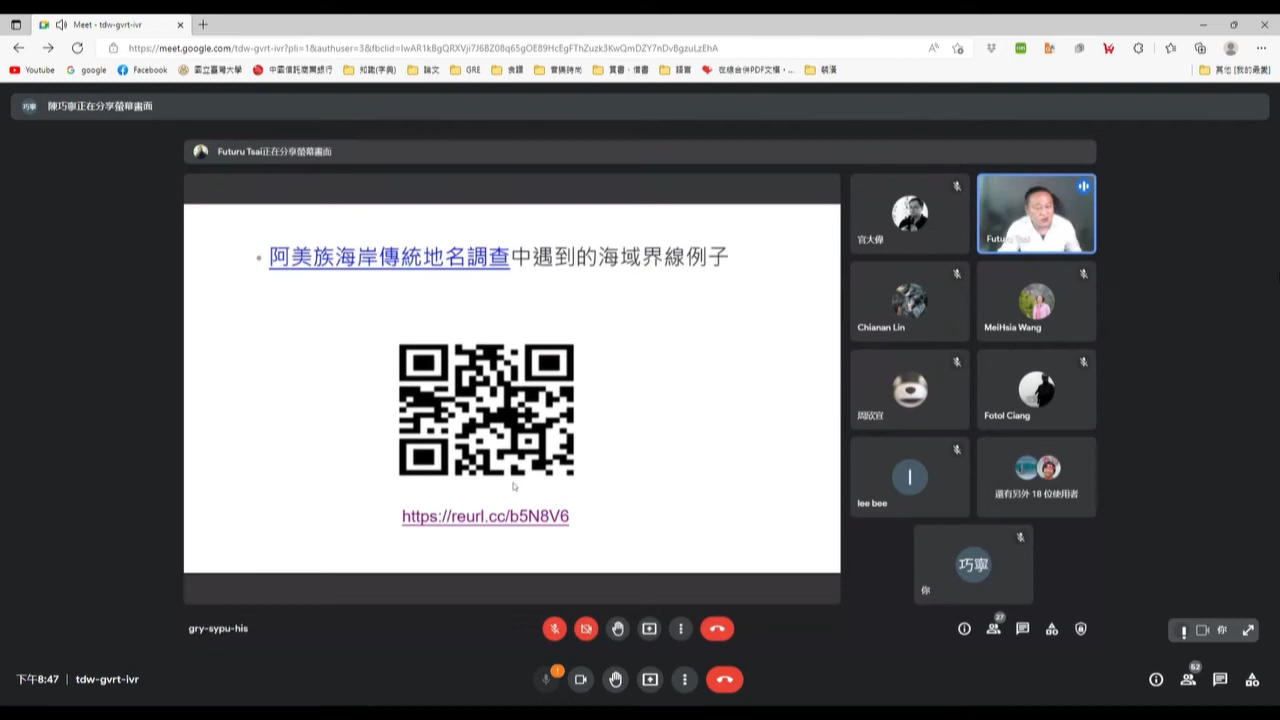 Meet - tdw-gvrt-ivr
https://meet.google.com/tdw-gvrt-ivr?pli=1&authuser=3&fbclid=IwAR1kBgQRXVji7J6BZ08q65gOE89HcEgFThZuzk3KwQmDZY7nDvBgzuLzEhA
Youtube google Facebook 國立臺灣大學 中國信託商業銀行 知識(字典) 論文 GRE 食譜 音樂時尚 買書、借書 語言 在線合併PDF文檔，...
其他 [我的最愛]
巧寧 陳巧寧正在分享螢幕畫面
Futuru Tsai正在分享螢幕畫面
• 阿美族海岸傳統地名調查中遇到的海域界線例子
https://reurl.cc/b5N8V6
官大偉
Futuru Tsai
Chianan Lin
MeiHsia Wang
周欣宜
Fotol Ciang
l
lee bee
還有另外 18 位使用者
巧寧
你
gry-sypu-his
27
你
下午8:47 | tdw-gvrt-ivr
52